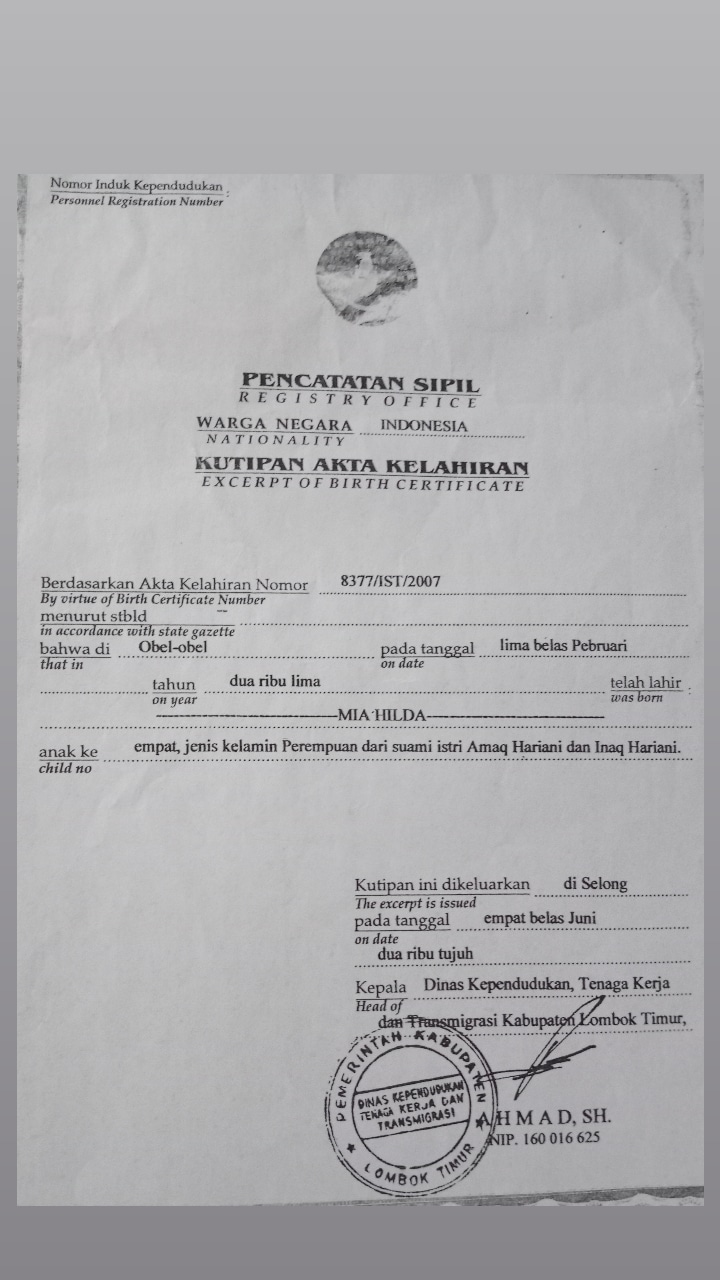 Nomor Induk Kependudukan :
Personnel Registration Number
PENCATATAN SIPIL
REGISTRY OFFICE
WARGA NEGARA INDONESIA
NATIONALITY
KUTIPAN AKTA KELAHIRAN
EXCERPT OF BIRTH CERTIFICATE
Berdasarkan Akta Kelahiran Nomor 8377/IST/2007
By virtue of Birth Certificate Number
menurut stbld --
in accordance with state gazette
bahwa di Obel-obel pada tanggal lima belas Pebruari
that in on date
tahun dua ribu lima telah lahir :
on year was born
MIA HILDA
anak ke empat, jenis kelamin Perempuan dari suami istri Amaq Hariani dan Inaq Hariani.
child no
Kutipan ini dikeluarkan di Selong
The excerpt is issued
pada tanggal empat belas Juni
on date
dua ribu tujuh
Kepala Dinas Kependudukan, Tenaga Kerja
Head of
dan Transmigrasi Kabupaten Lombok Timur,
PEMERINTAH KABUPATEN
DINAS KEPENDUDUKAN
TENAGA KERJA DAN
TRANSMIGRASI
LOMBOK TIMUR
AHMAD, SH.
NIP. 160 016 625